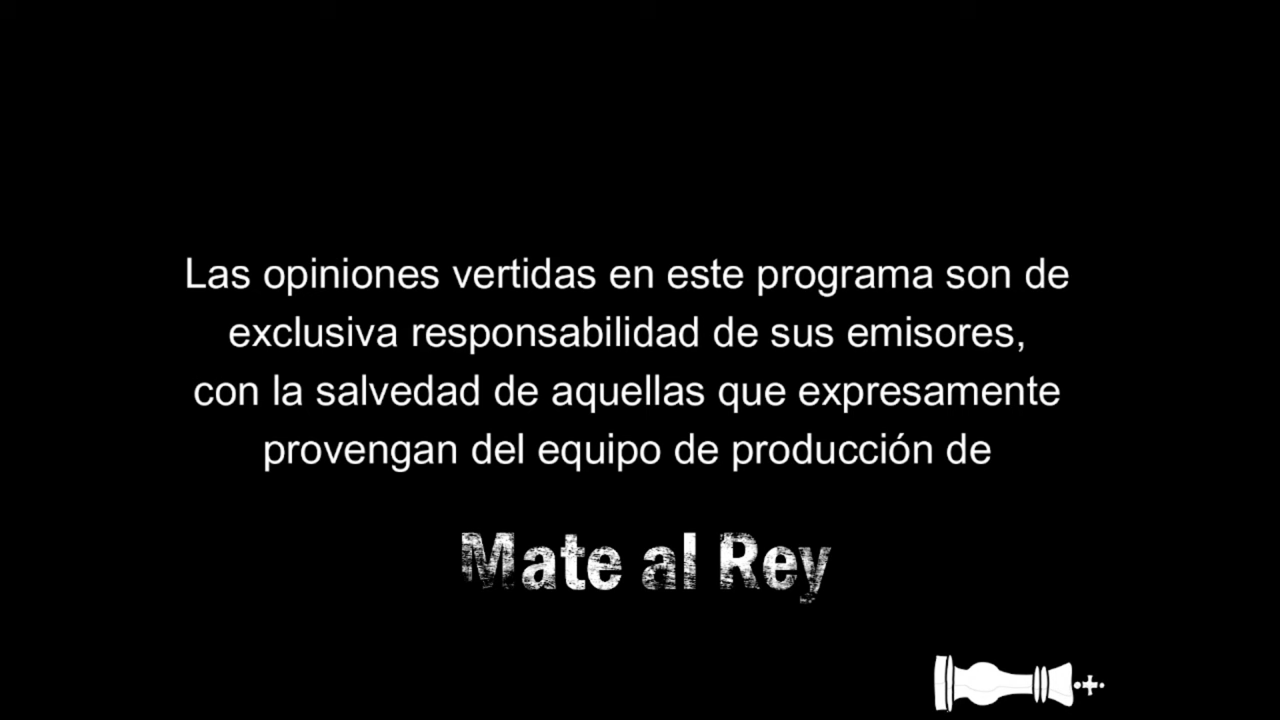 Las opiniones vertidas en este programa son de
exclusiva responsabilidad de sus emisores,
con la salvedad de aquellas que expresamente
provengan del equipo de producción de
Mate al Rey